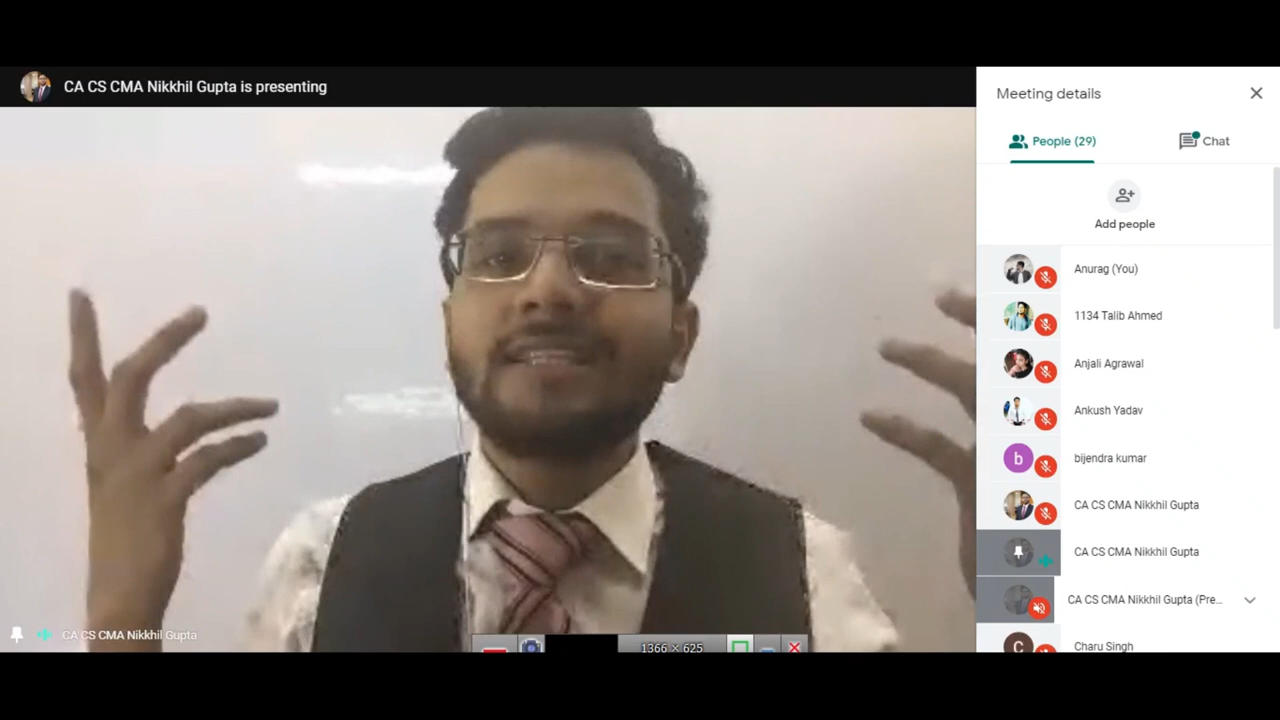 CA CS CMA Nikkhil Gupta is presenting
Meeting details
People (29)
Chat
Add people
Anurag (You)
1134 Talib Ahmed
Anjali Agrawal
Ankush Yadav
b
bijendra kumar
CA CS CMA Nikkhil Gupta
CA CS CMA Nikkhil Gupta
CA CS CMA Nikkhil Gupta (Pre...
C
Charu Singh
CA CS CMA Nikkhil Gupta
1366 × 625